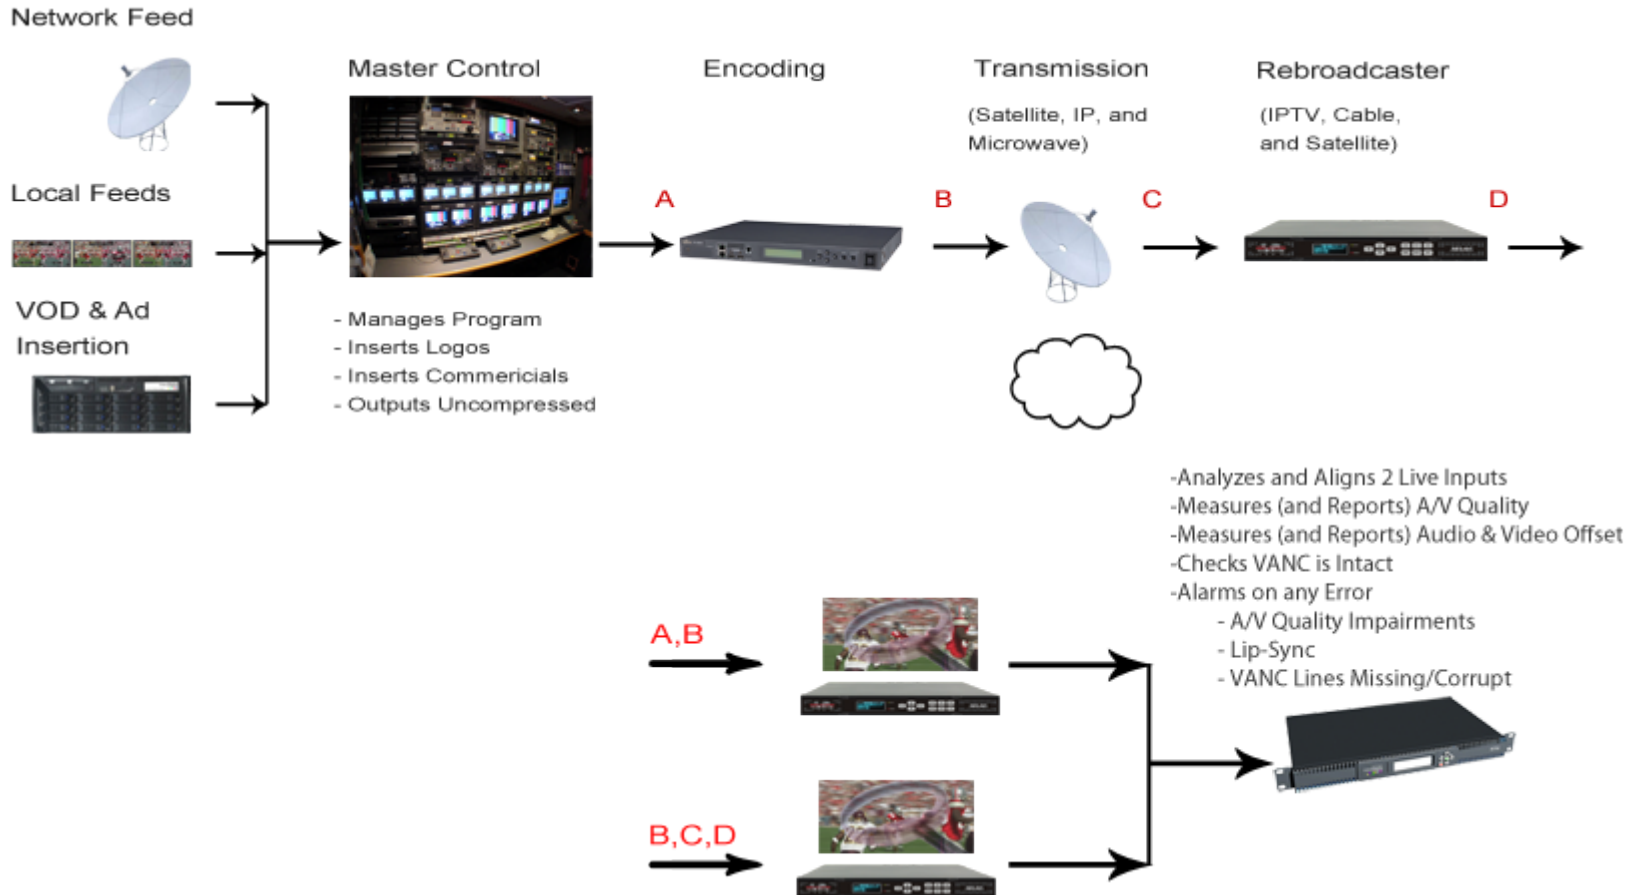 Network Feed
Master Control
Encoding
Transmission
Rebroadcaster
(Satellite, IP, and
Microwave)
(IPTV, Cable,
and Satellite)
Local Feeds
A
B
C
D
VOD & Ad
Insertion
- Manages Program
- Inserts Logos
- Inserts Commericials
- Outputs Uncompressed
-Analyzes and Aligns 2 Live Inputs
-Measures (and Reports) A/V Quality
-Measures (and Reports) Audio & Video Offset
-Checks VANC is Intact
-Alarms on any Error
- A/V Quality Impairments
- Lip-Sync
- VANC Lines Missing/Corrupt
A,B
B,C,D